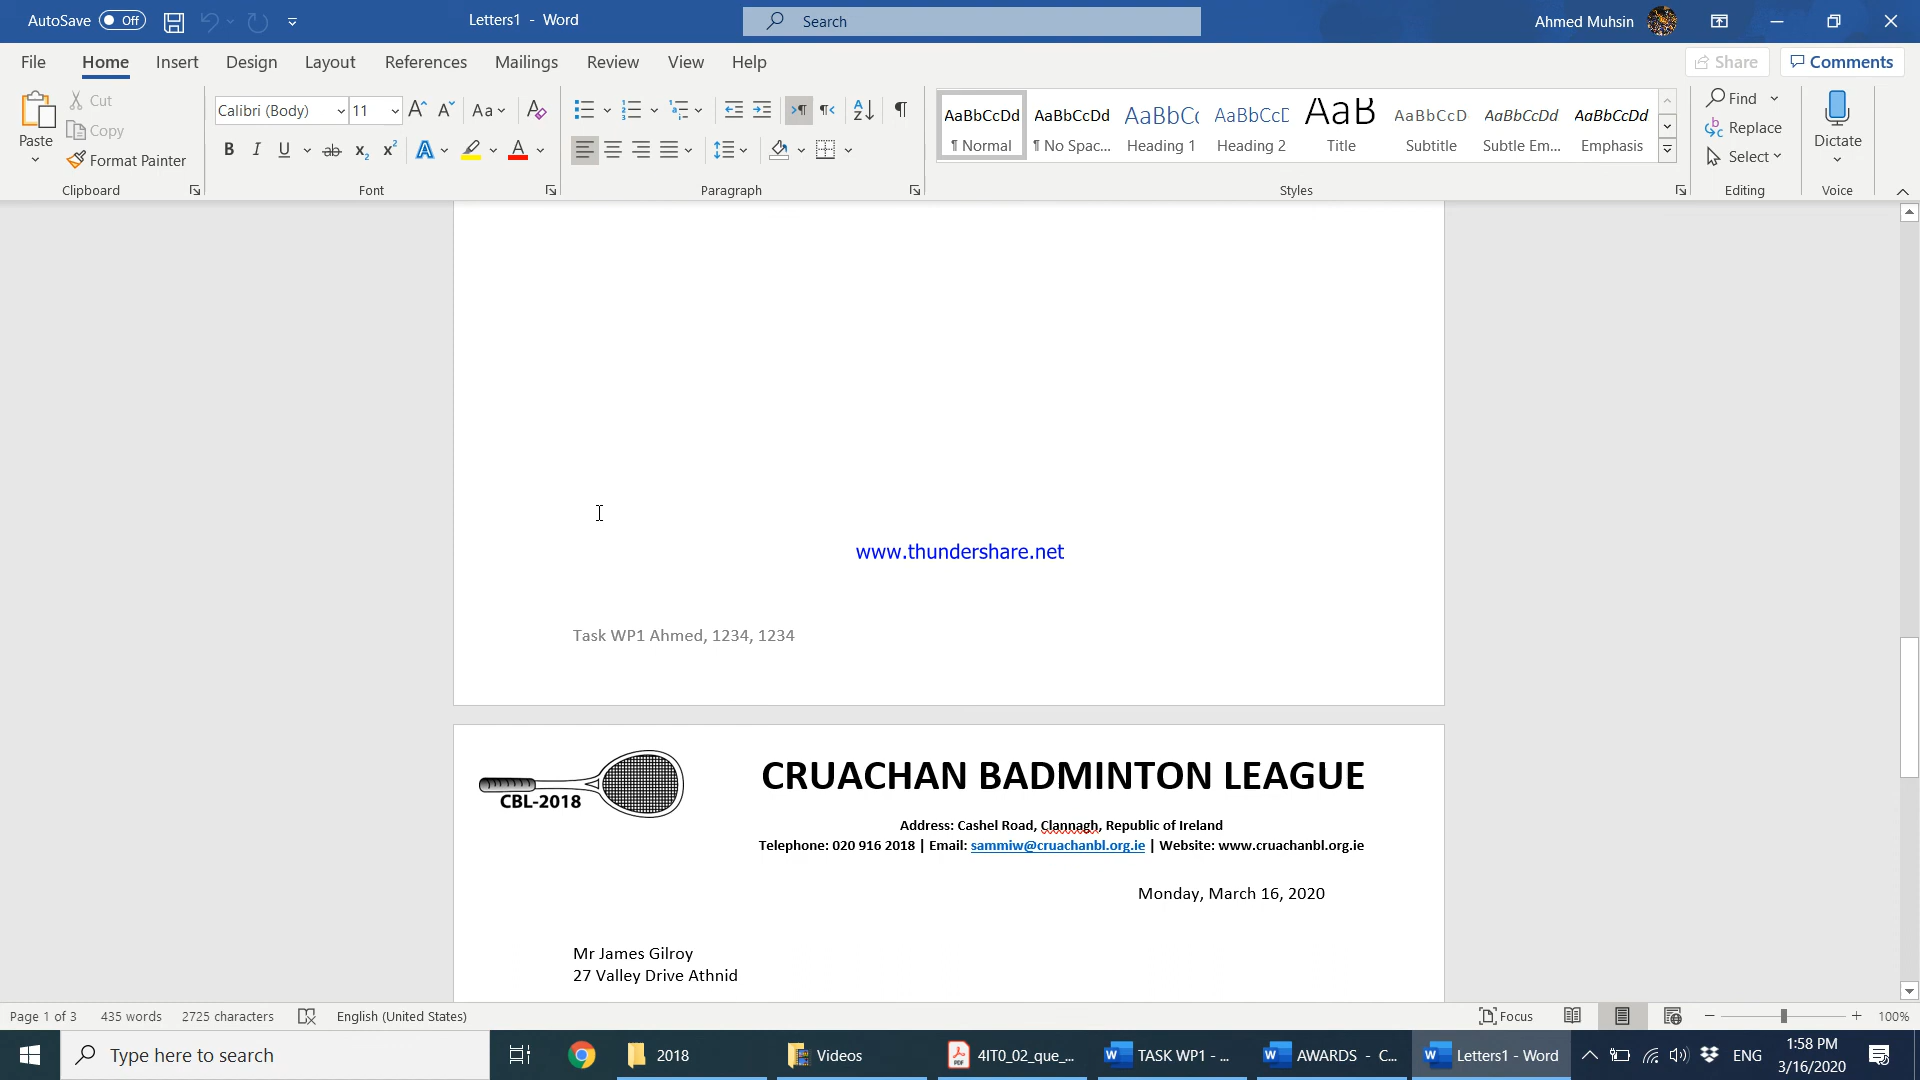 AutoSave Off
Letters1 - Word
Search
Ahmed Muhsin
File Home Insert Design Layout References Mailings Review View Help
Share Comments
Paste
Cut
Copy
Format Painter
Clipboard
Calibri (Body) 11
Font
Paragraph
AaBbCcDd AaBbCcDd AaBbCc AaBbCcD AaB AaBbCcD AaBbCcDd AaBbCcDd
¶ Normal ¶ No Spac... Heading 1 Heading 2 Title Subtitle Subtle Em... Emphasis
Styles
Find
Replace
Select
Editing
Dictate
Voice
www.thundershare.net
Task WP1 Ahmed, 1234, 1234
CBL-2018
CRUACHAN BADMINTON LEAGUE
Address: Cashel Road, Clannagh, Republic of Ireland
Telephone: 020 916 2018 | Email: sammiw@cruachanbl.org.ie | Website: www.cruachanbl.org.ie
Monday, March 16, 2020
Mr James Gilroy
27 Valley Drive Athnid
Page 1 of 3 435 words 2725 characters English (United States)
Focus 100%
Type here to search
2018
Videos
4IT0_02_que_...
TASK WP1 - ...
AWARDS - C...
Letters1 - Word
ENG
1:58 PM
3/16/2020